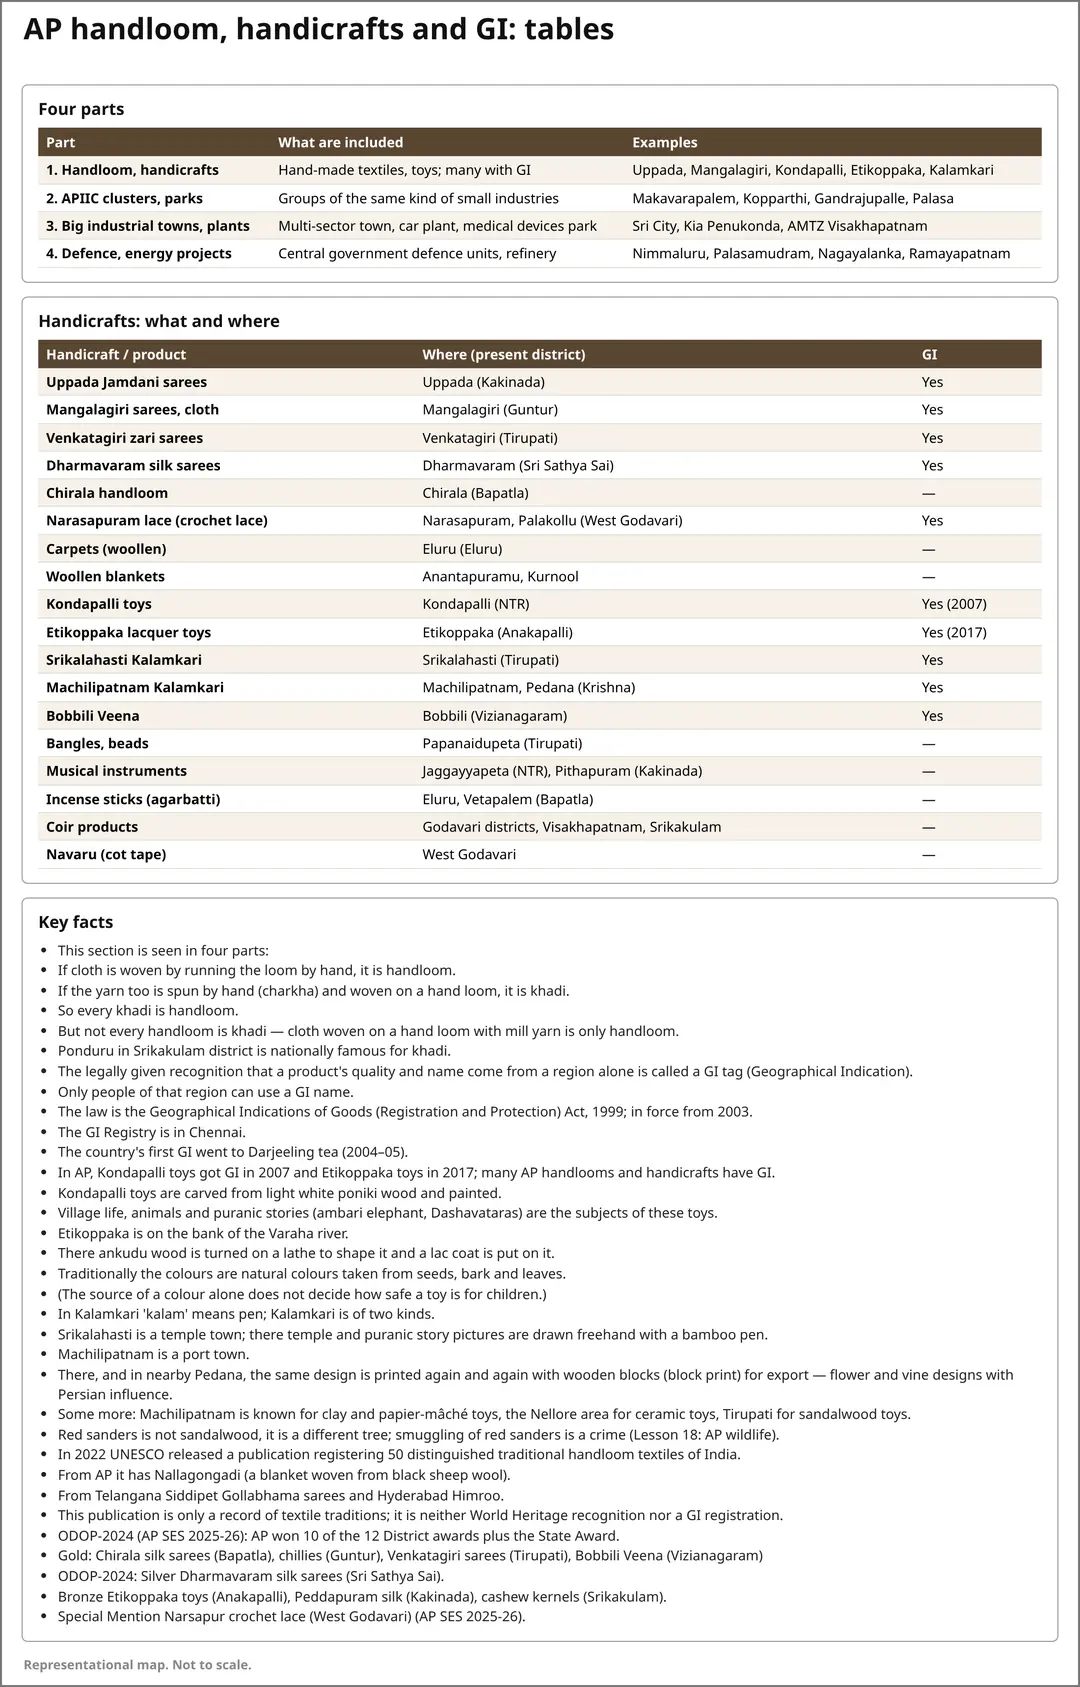 AP handloom, handicrafts and GI: tables
Four parts
Part What are included Examples
1. Handloom, handicrafts Hand-made textiles, toys; many with GI Uppada, Mangalagiri, Kondapalli, Etikoppaka, Kalamkari
2. APIIC clusters, parks Groups of the same kind of small industries Makavarapalem, Kopparthi, Gandrajupalle, Palasa
3. Big industrial towns, plants Multi-sector town, car plant, medical devices park Sri City, Kia Penukonda, AMTZ Visakhapatnam
4. Defence, energy projects Central government defence units, refinery Nimmaluru, Palasamudram, Nagayalanka, Ramayapatnam
Handicrafts: what and where
Handicraft / product Where (present district) GI
Uppada Jamdani sarees Uppada (Kakinada) Yes
Mangalagiri sarees, cloth Mangalagiri (Guntur) Yes
Venkatagiri zari sarees Venkatagiri (Tirupati) Yes
Dharmavaram silk sarees Dharmavaram (Sri Sathya Sai) Yes
Chirala handloom Chirala (Bapatla) —
Narasapuram lace (crochet lace) Narasapuram, Palakollu (West Godavari) Yes
Carpets (woollen) Eluru (Eluru) —
Woollen blankets Anantapuramu, Kurnool —
Kondapalli toys Kondapalli (NTR) Yes (2007)
Etikoppaka lacquer toys Etikoppaka (Anakapalli) Yes (2017)
Srikalahasti Kalamkari Srikalahasti (Tirupati) Yes
Machilipatnam Kalamkari Machilipatnam, Pedana (Krishna) Yes
Bobbili Veena Bobbili (Vizianagaram) Yes
Bangles, beads Papanaidupeta (Tirupati) —
Musical instruments Jaggayyapeta (NTR), Pithapuram (Kakinada) —
Incense sticks (agarbatti) Eluru, Vetapalem (Bapatla) —
Coir products Godavari districts, Visakhapatnam, Srikakulam —
Navaru (cot tape) West Godavari —
Key facts
• This section is seen in four parts:
• If cloth is woven by running the loom by hand, it is handloom.
• If the yarn too is spun by hand (charkha) and woven on a hand loom, it is khadi.
• So every khadi is handloom.
• But not every handloom is khadi — cloth woven on a hand loom with mill yarn is only handloom.
• Ponduru in Srikakulam district is nationally famous for khadi.
• The legally given recognition that a product's quality and name come from a region alone is called a GI tag (Geographical Indication).
• Only people of that region can use a GI name.
• The law is the Geographical Indications of Goods (Registration and Protection) Act, 1999; in force from 2003.
• The GI Registry is in Chennai.
• The country's first GI went to Darjeeling tea (2004–05).
• In AP, Kondapalli toys got GI in 2007 and Etikoppaka toys in 2017; many AP handlooms and handicrafts have GI.
• Kondapalli toys are carved from light white poniki wood and painted.
• Village life, animals and puranic stories (ambari elephant, Dashavataras) are the subjects of these toys.
• Etikoppaka is on the bank of the Varaha river.
• There ankudu wood is turned on a lathe to shape it and a lac coat is put on it.
• Traditionally the colours are natural colours taken from seeds, bark and leaves.
• (The source of a colour alone does not decide how safe a toy is for children.)
• In Kalamkari 'kalam' means pen; Kalamkari is of two kinds.
• Srikalahasti is a temple town; there temple and puranic story pictures are drawn freehand with a bamboo pen.
• Machilipatnam is a port town.
• There, and in nearby Pedana, the same design is printed again and again with wooden blocks (block print) for export — flower and vine designs with
Persian influence.
• Some more: Machilipatnam is known for clay and papier-mâché toys, the Nellore area for ceramic toys, Tirupati for sandalwood toys.
• Red sanders is not sandalwood, it is a different tree; smuggling of red sanders is a crime (Lesson 18: AP wildlife).
• In 2022 UNESCO released a publication registering 50 distinguished traditional handloom textiles of India.
• From AP it has Nallagongadi (a blanket woven from black sheep wool).
• From Telangana Siddipet Gollabhama sarees and Hyderabad Himroo.
• This publication is only a record of textile traditions; it is neither World Heritage recognition nor a GI registration.
• ODOP-2024 (AP SES 2025-26): AP won 10 of the 12 District awards plus the State Award.
• Gold: Chirala silk sarees (Bapatla), chillies (Guntur), Venkatagiri sarees (Tirupati), Bobbili Veena (Vizianagaram)
• ODOP-2024: Silver Dharmavaram silk sarees (Sri Sathya Sai).
• Bronze Etikoppaka toys (Anakapalli), Peddapuram silk (Kakinada), cashew kernels (Srikakulam).
• Special Mention Narsapur crochet lace (West Godavari) (AP SES 2025-26).
Representational map. Not to scale.